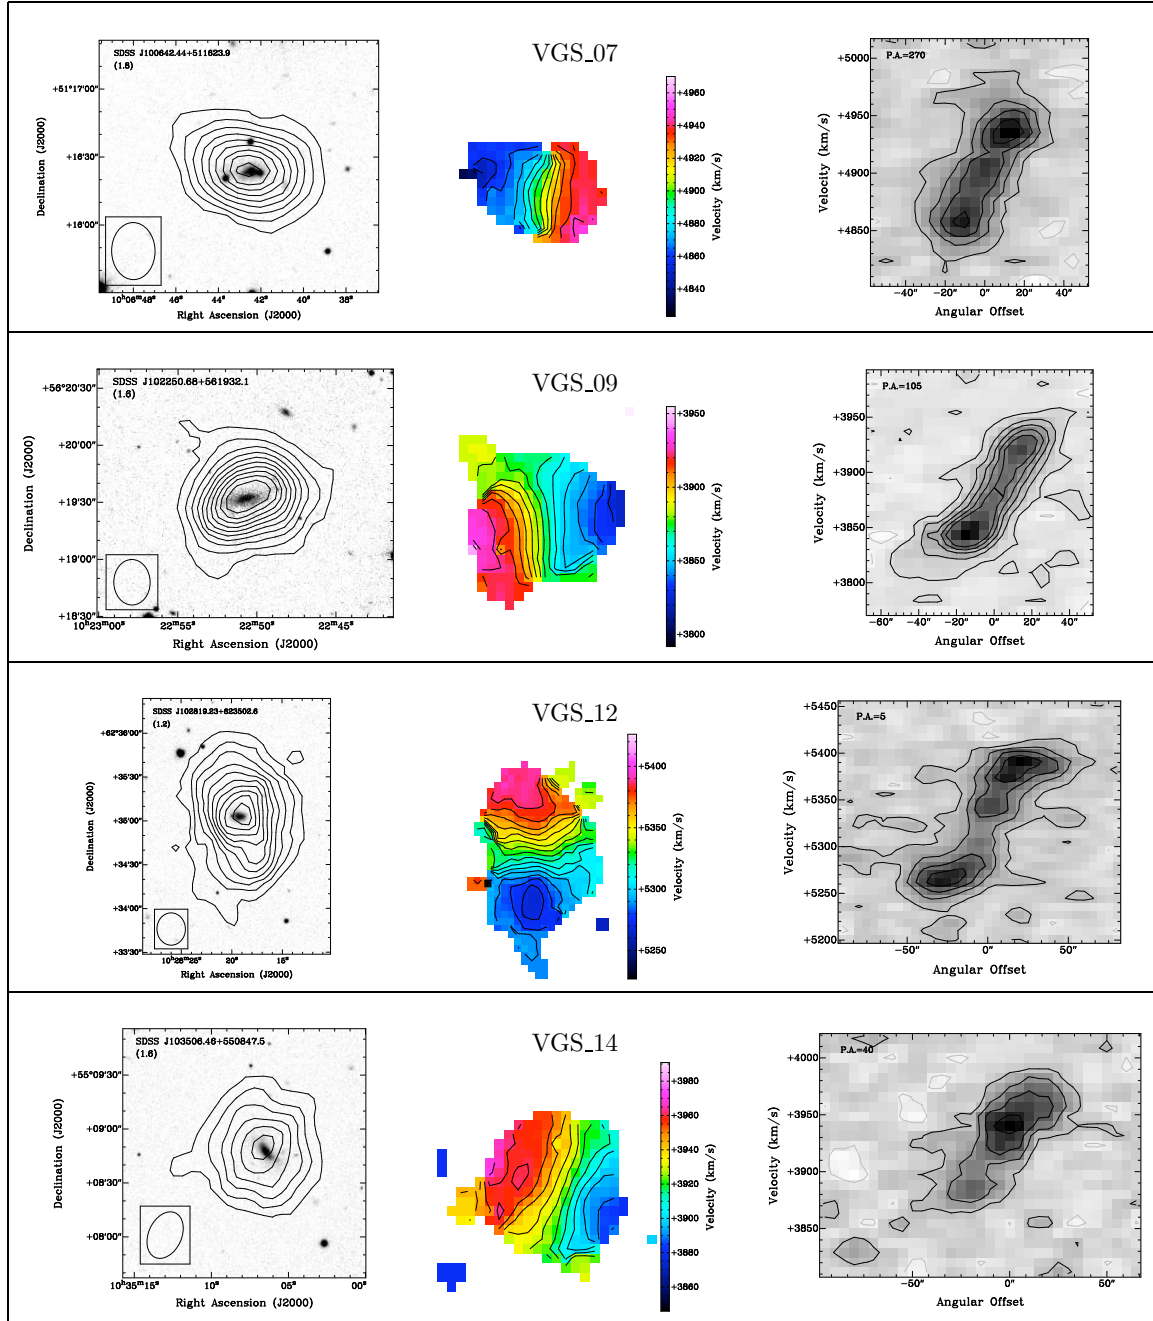 VGS_07
SDSS J100642.44+511623.9
(1.8)
Declination (J2000)
+51°17'00"
+16'30"
+16'00"
10ʰ06ᵐ48ˢ 46ˢ 44ˢ 42ˢ 40ˢ 38ˢ
Right Ascension (J2000)
+4960
+4940
+4920
+4900
+4880
+4860
+4840
Velocity (km/s)
P.A.=270
Velocity (km/s)
+5000
+4950
+4900
+4850
−40" −20" 0" 20" 40"
Angular Offset
VGS_09
SDSS J102250.68+561932.1
(1.6)
Declination (J2000)
+56°20'30"
+20'00"
+19'30"
+19'00"
+18'30"
10ʰ23ᵐ00ˢ 22ᵐ55ˢ 22ᵐ50ˢ 22ᵐ45ˢ
Right Ascension (J2000)
+3950
+3900
+3850
+3800
Velocity (km/s)
P.A.=105
Velocity (km/s)
+3950
+3900
+3850
+3800
−60" −40" −20" 0" 20" 40"
Angular Offset
VGS_12
SDSS J102819.23+623502.6
(1.2)
Declination (J2000)
+62°36'00"
+35'30"
+35'00"
+34'30"
+34'00"
+33'30"
20ˢ 15ˢ
Right Ascension (J2000)
+5400
+5350
+5300
+5250
Velocity (km/s)
P.A.=5
Velocity (km/s)
+5450
+5400
+5350
+5300
+5250
+5200
−50" 0" 50"
Angular Offset
VGS_14
SDSS J103506.46+550847.5
(1.6)
Declination (J2000)
+55°09'30"
+09'00"
+08'30"
+08'00"
10ʰ35ᵐ15ˢ 10ˢ 05ˢ 00ˢ
Right Ascension (J2000)
+3980
+3960
+3940
+3920
+3900
+3880
+3860
Velocity (km/s)
P.A.=40
Velocity (km/s)
+4000
+3950
+3900
+3850
−50" 0" 50"
Angular Offset